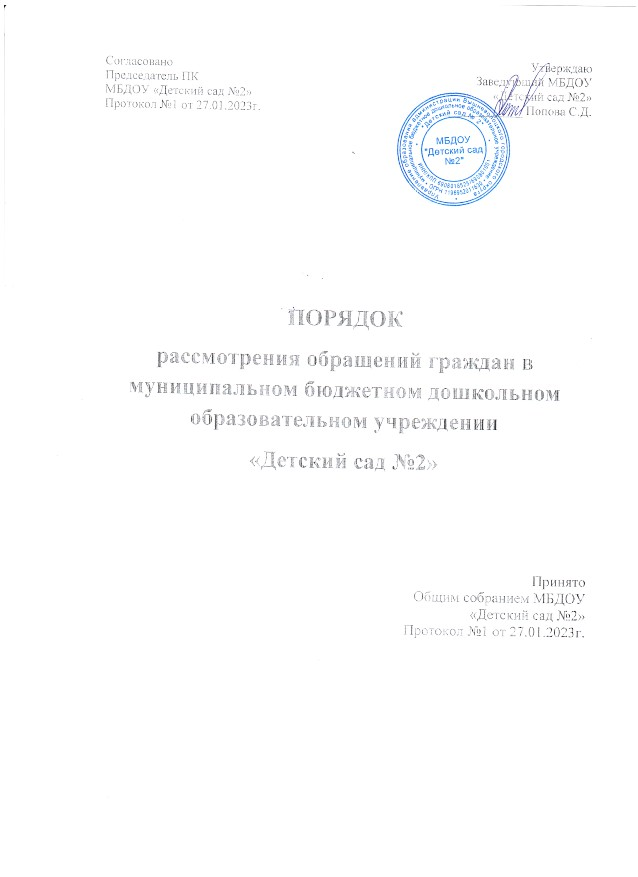 Согласовано
Председатель ПК
МБДОУ «Детский сад №2»
Протокол №1 от 27.01.2023г.
Утверждаю
Заведующий МБДОУ
«Детский сад №2»
Попова С.Д.
МБДОУ
"Детский сад
№2"
ПОРЯДОК
рассмотрения обращений граждан в
муниципальном бюджетном дошкольном
образовательном учреждении
«Детский сад №2»
Принято
Общим собранием МБДОУ
«Детский сад №2»
Протокол №1 от 27.01.2023г.